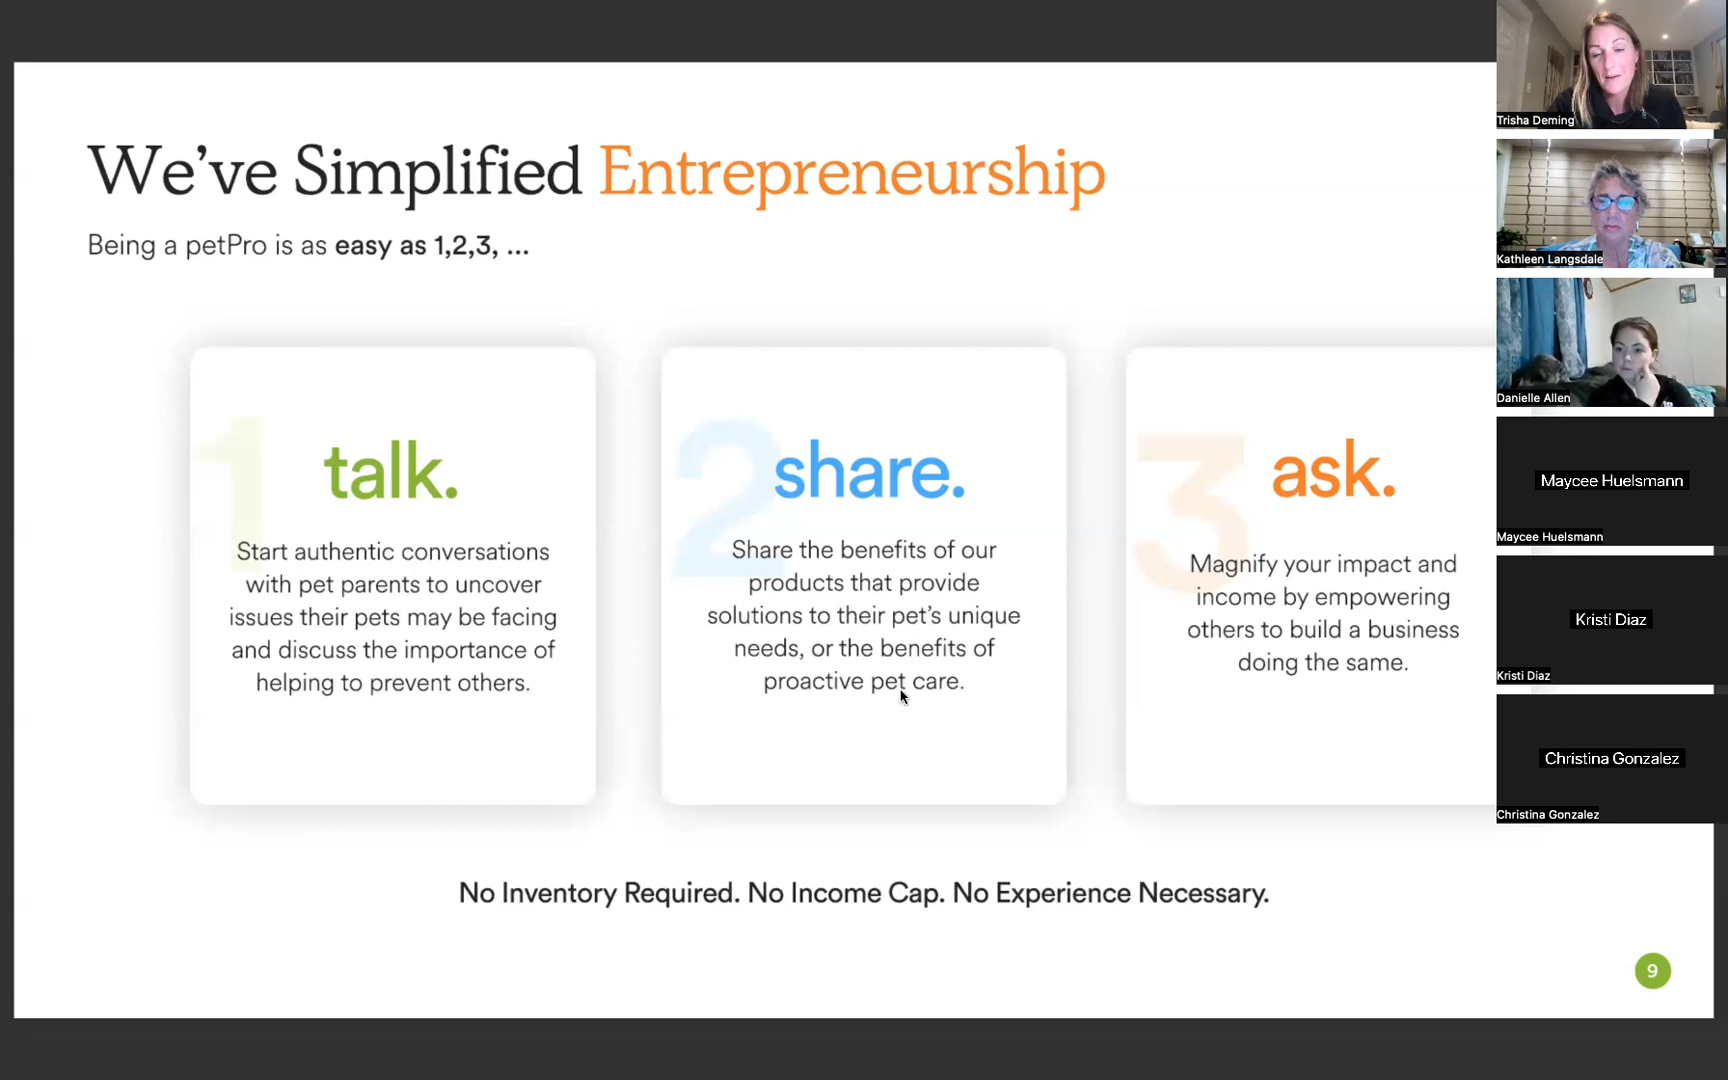 We've Simplified Entrepreneurship
Being a petPro is as easy as 1,2,3, ...
1
talk.
Start authentic conversations
with pet parents to uncover
issues their pets may be facing
and discuss the importance of
helping to prevent others.
2
share.
Share the benefits of our
products that provide
solutions to their pet's unique
needs, or the benefits of
proactive pet care.
3
ask.
Magnify your impact and
income by empowering
others to build a business
doing the same.
No Inventory Required. No Income Cap. No Experience Necessary.
9
Trisha Deming
Kathleen Langsdale
Danielle Allen
Maycee Huelsmann
Maycee Huelsmann
Kristi Diaz
Kristi Diaz
Christina Gonzalez
Christina Gonzalez